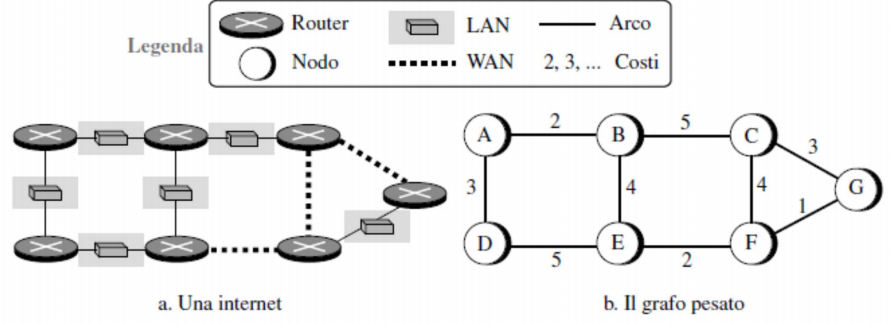 Legenda
Router LAN Arco
Nodo WAN 2, 3, ... Costi
A 2 B 5 C 3
3 4 4 G
1
D 5 E 2 F
a. Una internet b. Il grafo pesato